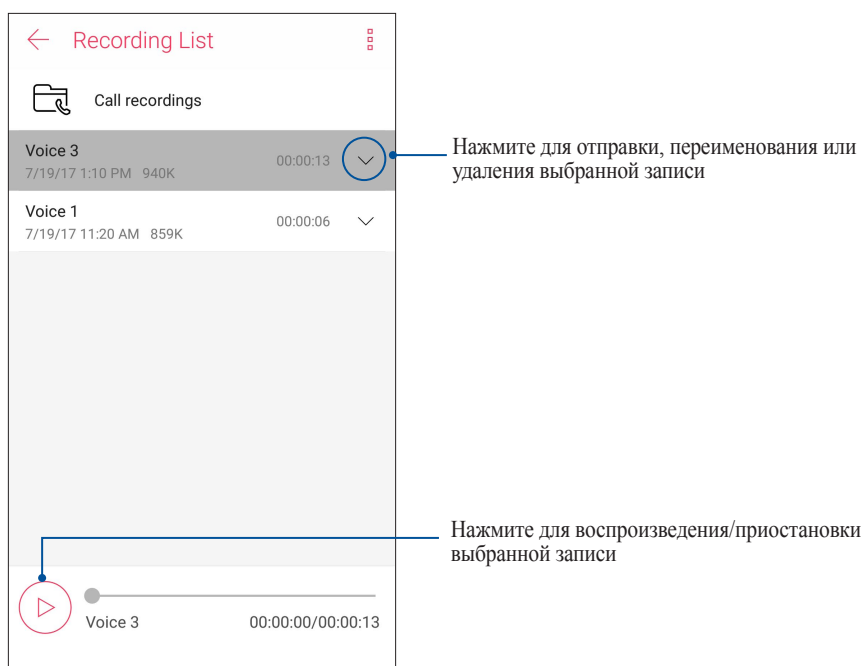 Recording List
Call recordings
Voice 3
7/19/17 1:10 PM 940K
00:00:13
Нажмите для отправки, переименования или
удаления выбранной записи
Voice 1
7/19/17 11:20 AM 859K
00:00:06
Нажмите для воспроизведения/приостановки
выбранной записи
Voice 3
00:00:00/00:00:13